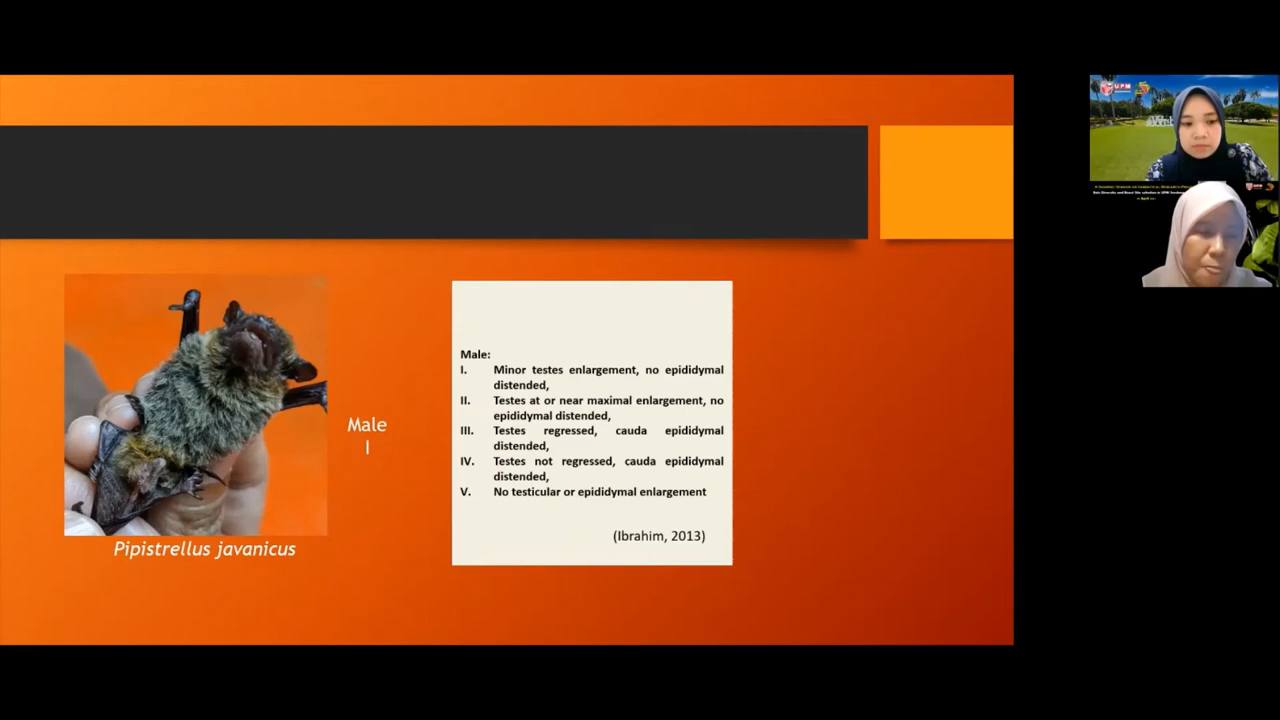 Male:
I. Minor testes enlargement, no epididymal
distended,
II. Testes at or near maximal enlargement, no
epididymal distended,
III. Testes regressed, cauda epididymal
distended,
IV. Testes not regressed, cauda epididymal
distended,
V. No testicular or epididymal enlargement
(Ibrahim, 2013)
Male
I
Pipistrellus javanicus
UPM